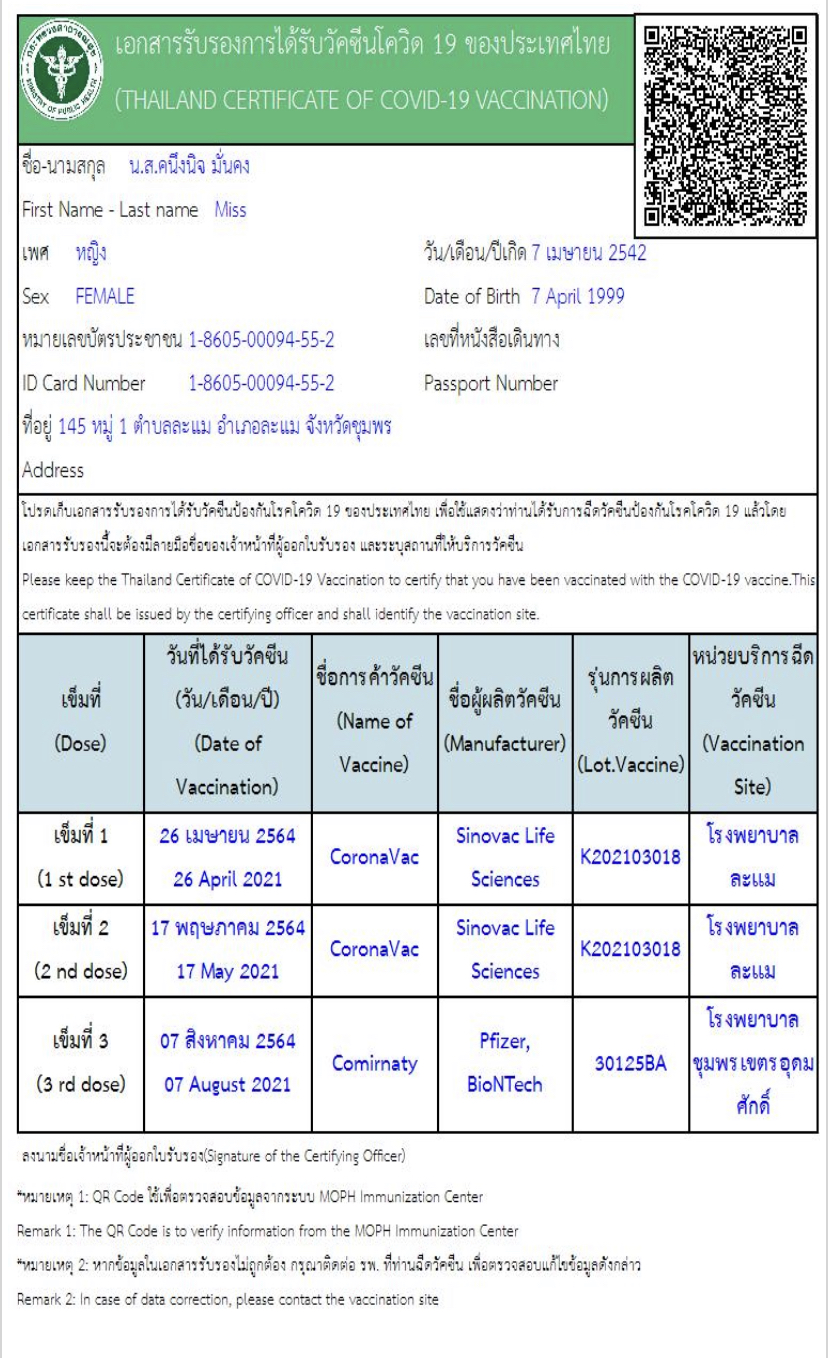 เอกสารรับรองการได้รับวัคซีนโควิด 19 ของประเทศไทย
(THAILAND CERTIFICATE OF COVID-19 VACCINATION)
กระทรวงสาธารณสุข
MINISTRY OF PUBLIC HEALTH
ชื่อ-นามสกุล น.ส.คนึงนิจ มั่นคง
First Name - Last name Miss
เพศ หญิง วัน/เดือน/ปีเกิด 7 เมษายน 2542
Sex FEMALE Date of Birth 7 April 1999
หมายเลขบัตรประชาชน 1-8605-00094-55-2 เลขที่หนังสือเดินทาง
ID Card Number 1-8605-00094-55-2 Passport Number
ที่อยู่ 145 หมู่ 1 ตำบลละแม อำเภอละแม จังหวัดชุมพร
Address
โปรดเก็บเอกสารรับรองการได้รับวัคซีนป้องกันโรคโควิด 19 ของประเทศไทย เพื่อใช้แสดงว่าท่านได้รับการฉีดวัคซีนป้องกันโรคโควิด 19 แล้วโดย
เอกสารรับรองนี้จะต้องมีลายมือชื่อของเจ้าหน้าที่ผู้ออกใบรับรอง และระบุสถานที่ให้บริการวัคซีน
Please keep the Thailand Certificate of COVID-19 Vaccination to certify that you have been vaccinated with the COVID-19 vaccine.This
certificate shall be issued by the certifying officer and shall identify the vaccination site.
เข็มที่
(Dose)
วันที่ได้รับวัคซีน
(วัน/เดือน/ปี)
(Date of
Vaccination)
ชื่อการค้าวัคซีน
(Name of
Vaccine)
ชื่อผู้ผลิตวัคซีน
(Manufacturer)
รุ่นการผลิต
วัคซีน
(Lot.Vaccine)
หน่วยบริการฉีด
วัคซีน
(Vaccination
Site)
เข็มที่ 1
(1 st dose)
26 เมษายน 2564
26 April 2021
CoronaVac
Sinovac Life
Sciences
K202103018
โรงพยาบาล
ละแม
เข็มที่ 2
(2 nd dose)
17 พฤษภาคม 2564
17 May 2021
CoronaVac
Sinovac Life
Sciences
K202103018
โรงพยาบาล
ละแม
เข็มที่ 3
(3 rd dose)
07 สิงหาคม 2564
07 August 2021
Comirnaty
Pfizer,
BioNTech
30125BA
โรงพยาบาล
ชุมพรเขตรอุดม
ศักดิ์
ลงนามชื่อเจ้าหน้าที่ผู้ออกใบรับรอง(Signature of the Certifying Officer)
*หมายเหตุ 1: QR Code ใช้เพื่อตรวจสอบข้อมูลจากระบบ MOPH Immunization Center
Remark 1: The QR Code is to verify information from the MOPH Immunization Center
*หมายเหตุ 2: หากข้อมูลในเอกสารรับรองไม่ถูกต้อง กรุณาติดต่อ รพ. ที่ท่านฉีดวัคซีน เพื่อตรวจสอบแก้ไขข้อมูลดังกล่าว
Remark 2: In case of data correction, please contact the vaccination site